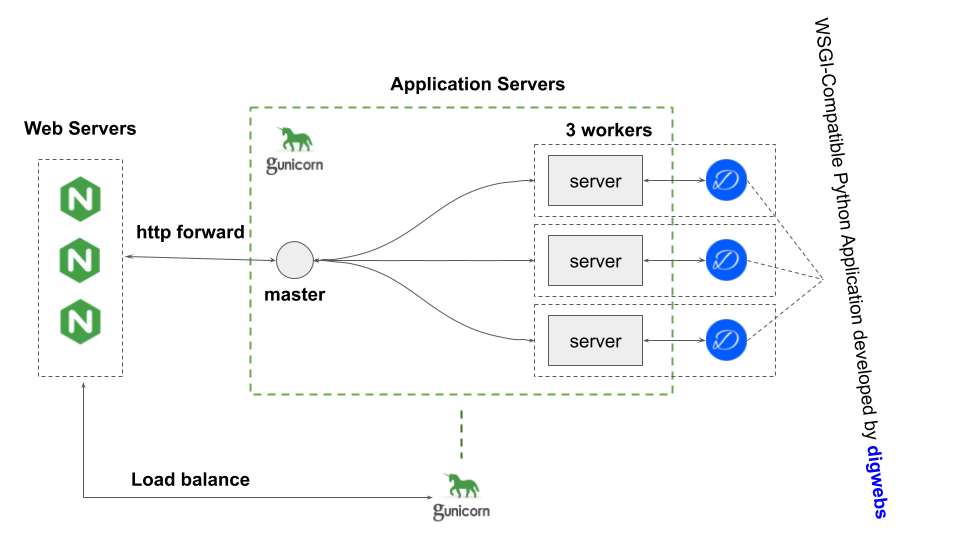 Application Servers
Web Servers
gunicorn
3 workers
N
N
N
server
server
server
http forward
master
Load balance
gunicorn
D
D
D
WSGI-Compatible Python Application developed by digwebs